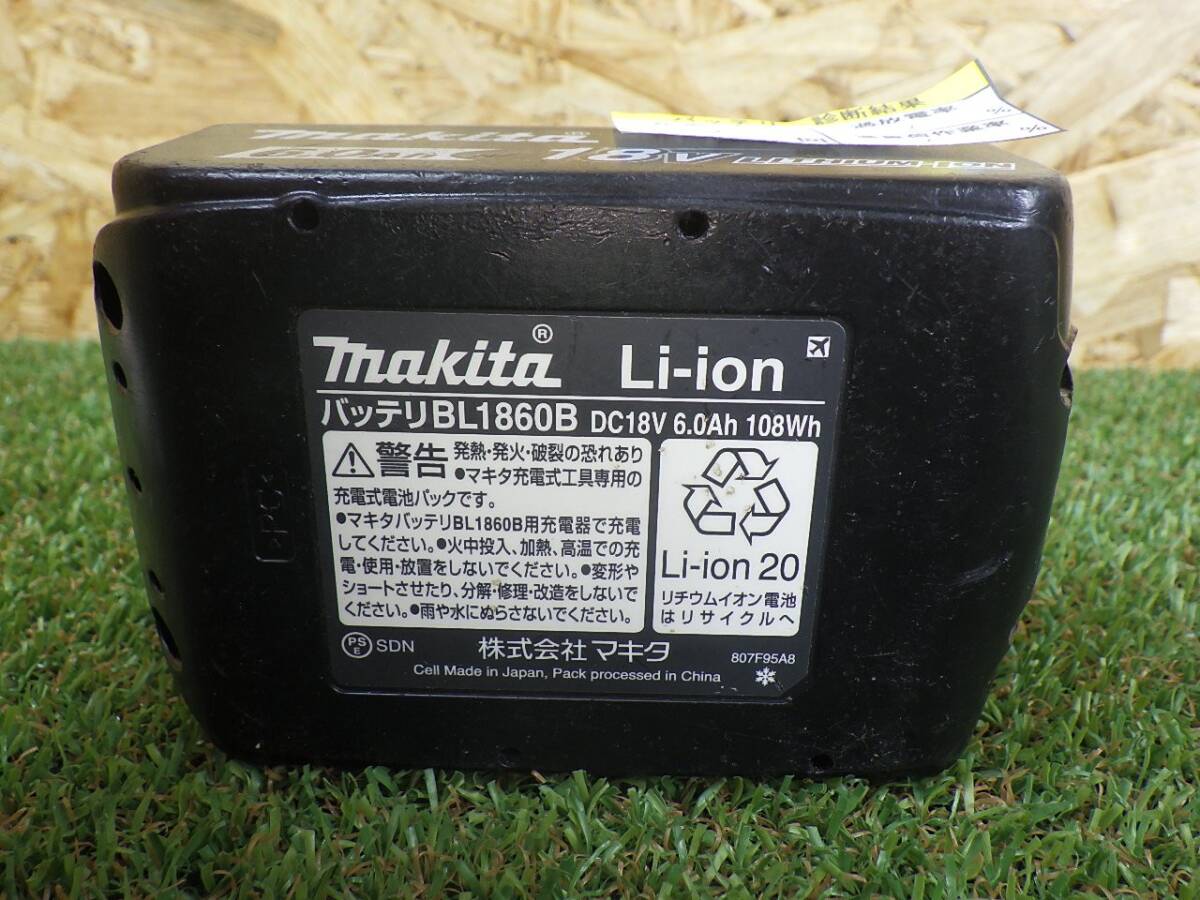 診断結果
makita®
18V/LITHIUM-ION
makita® Li-ion
バッテリBL1860B DC18V 6.0Ah 108Wh
警告 発熱・発火・破裂の恐れあり
●マキタ充電式工具専用の
充電式電池パックです。
●マキタバッテリBL1860B用充電器で充電
してください。●火中投入、加熱、高温での充
電・使用・放置をしないでください。●変形や
ショートさせたり、分解・修理・改造をしないで
ください。●雨や水にぬらさないでください。
Li-ion 20
リチウムイオン電池
はリサイクルへ
PSE SDN 株式会社 マキタ 807F95A8
Cell Made in Japan, Pack processed in China
>PC<